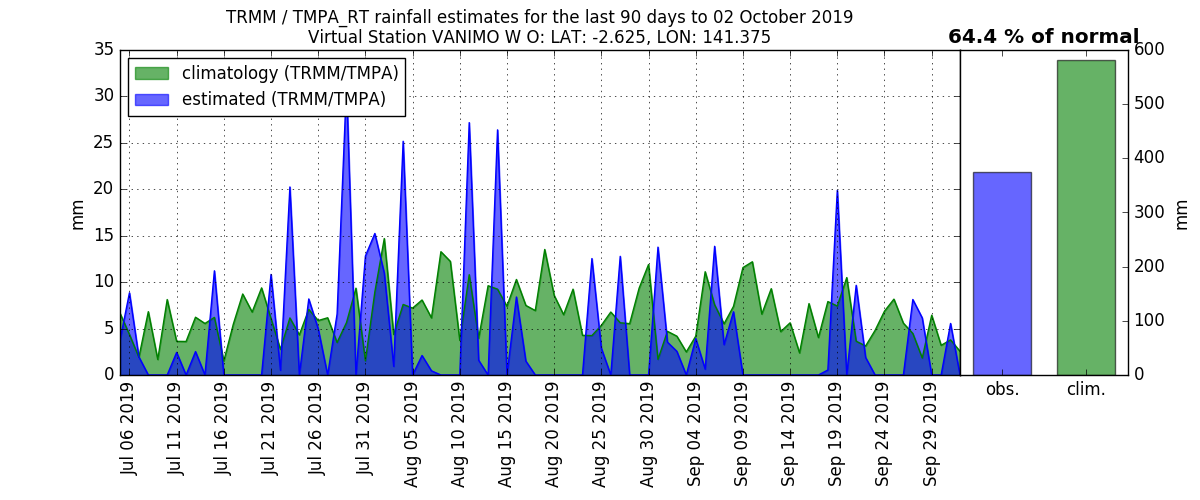 TRMM / TMPA_RT rainfall estimates for the last 90 days to 02 October 2019
Virtual Station VANIMO W O: LAT: -2.625, LON: 141.375
64.4 % of normal
climatology (TRMM/TMPA)
estimated (TRMM/TMPA)
35
30
25
20
15
10
5
0
mm
600
500
400
300
200
100
0
mm
obs.
clim.
Jul 06 2019
Jul 11 2019
Jul 16 2019
Jul 21 2019
Jul 26 2019
Jul 31 2019
Aug 05 2019
Aug 10 2019
Aug 15 2019
Aug 20 2019
Aug 25 2019
Aug 30 2019
Sep 04 2019
Sep 09 2019
Sep 14 2019
Sep 19 2019
Sep 24 2019
Sep 29 2019